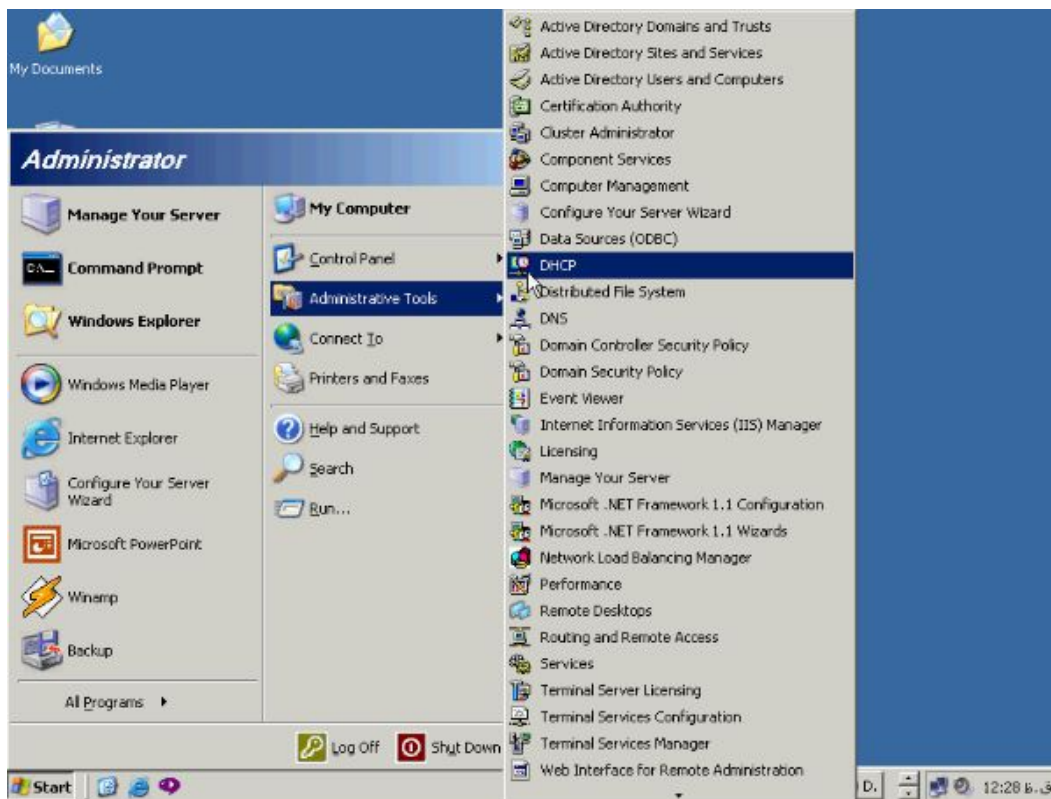 My Documents
Administrator
Manage Your Server
Command Prompt
Windows Explorer
Windows Media Player
Internet Explorer
Configure Your Server
Wizard
Microsoft PowerPoint
Winamp
Backup
All Programs
My Computer
Control Panel
Administrative Tools
Connect To
Printers and Faxes
Help and Support
Search
Run...
Log Off
Shut Down
Active Directory Domains and Trusts
Active Directory Sites and Services
Active Directory Users and Computers
Certification Authority
Cluster Administrator
Component Services
Computer Management
Configure Your Server Wizard
Data Sources (ODBC)
DHCP
Distributed File System
DNS
Domain Controller Security Policy
Domain Security Policy
Event Viewer
Internet Information Services (IIS) Manager
Licensing
Manage Your Server
Microsoft .NET Framework 1.1 Configuration
Microsoft .NET Framework 1.1 Wizards
Network Load Balancing Manager
Performance
Remote Desktops
Routing and Remote Access
Services
Terminal Server Licensing
Terminal Services Configuration
Terminal Services Manager
Web Interface for Remote Administration
Start
D.
12:28